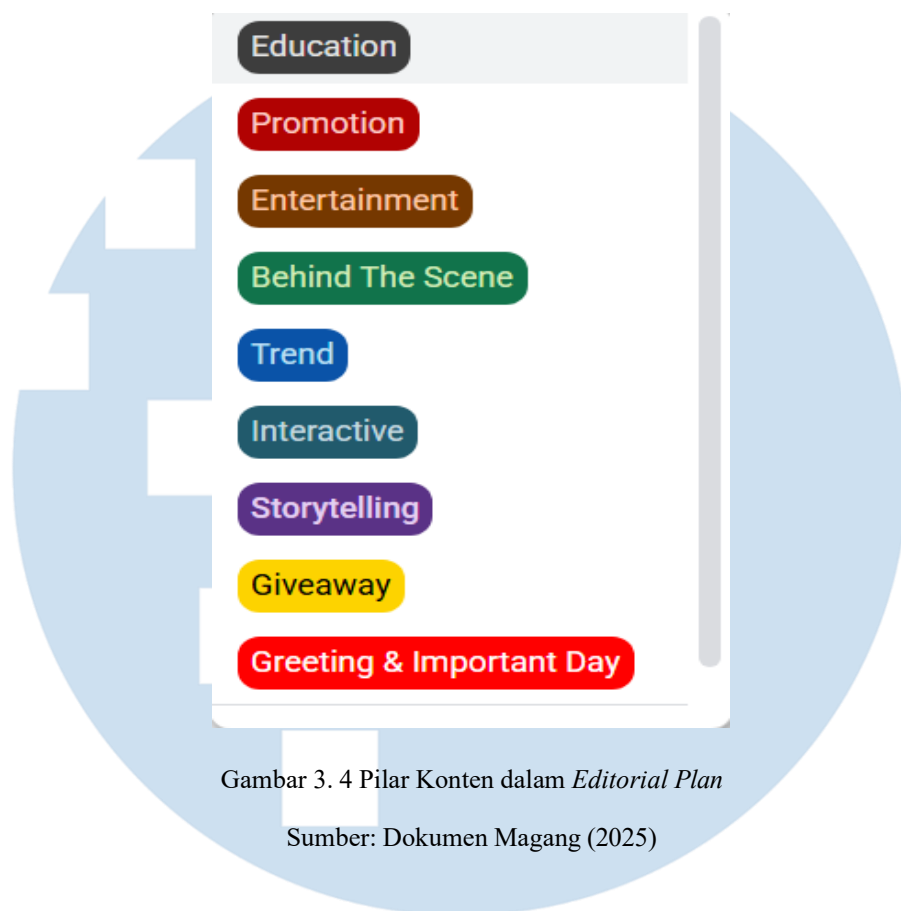 Education
Promotion
Entertainment
Behind The Scene
Trend
Interactive
Storytelling
Giveaway
Greeting & Important Day
Gambar 3. 4 Pilar Konten dalam Editorial Plan
Sumber: Dokumen Magang (2025)